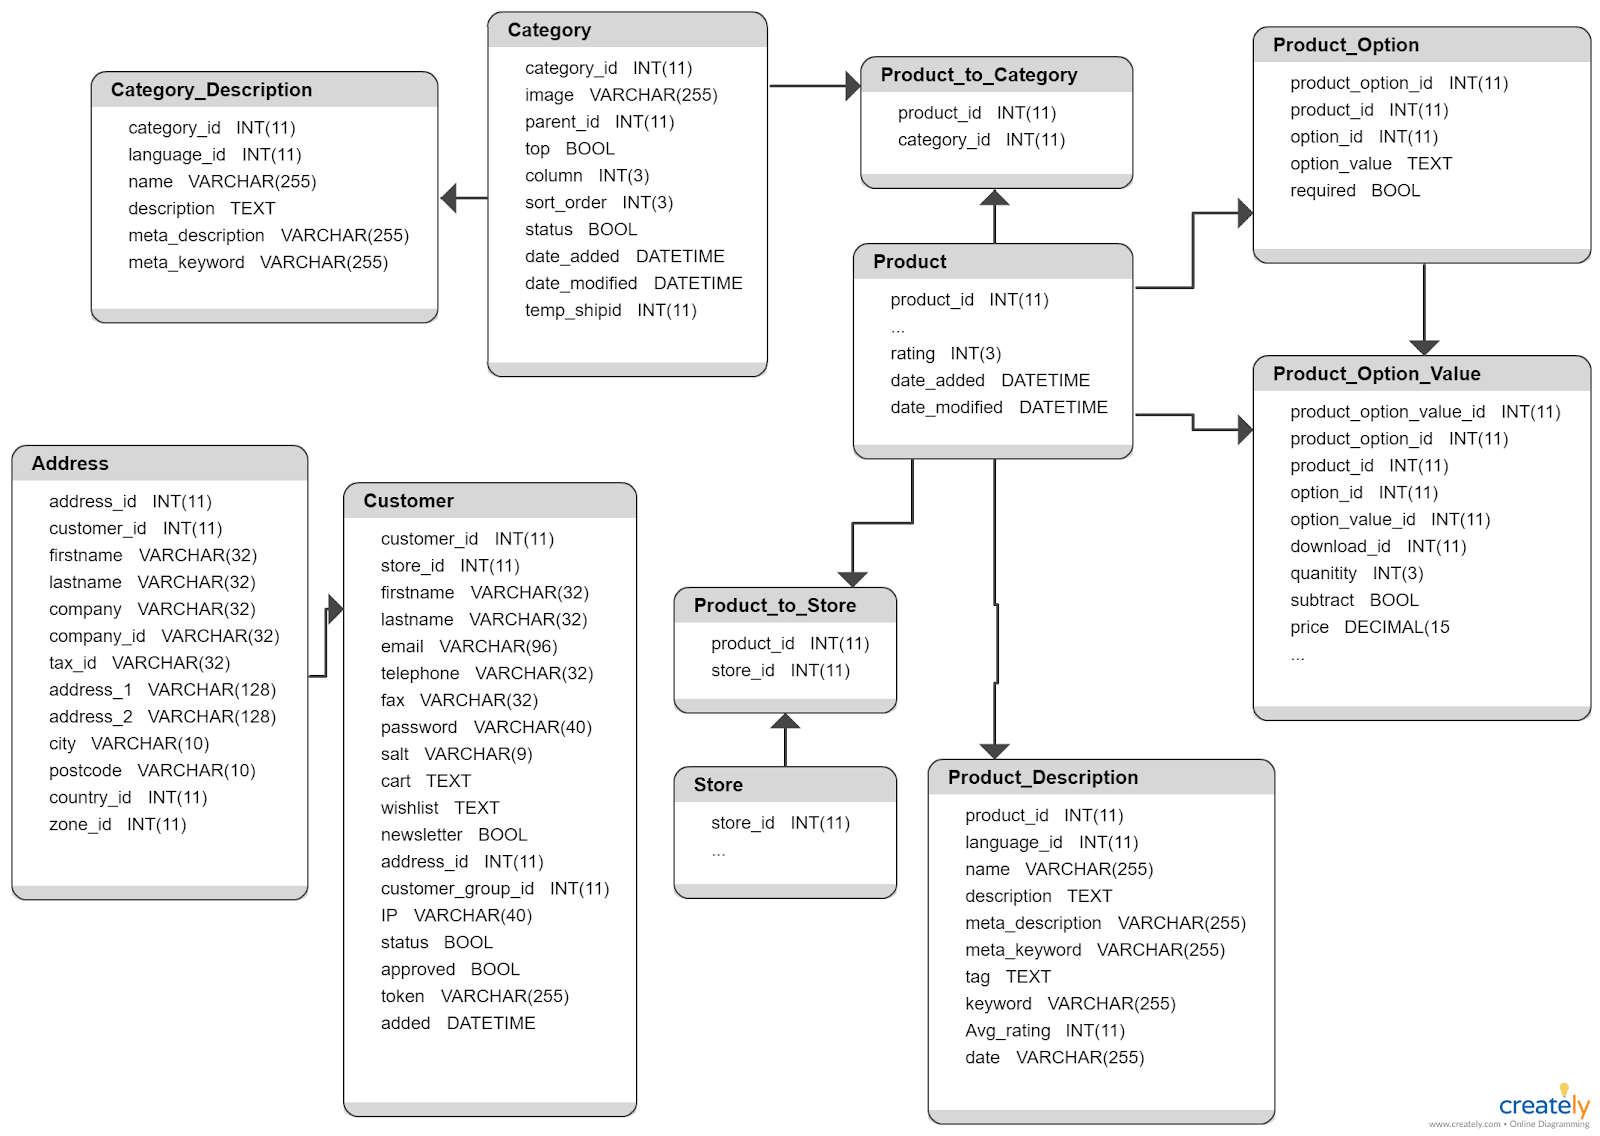 Category
category_id INT(11)
image VARCHAR(255)
parent_id INT(11)
top BOOL
column INT(3)
sort_order INT(3)
status BOOL
date_added DATETIME
date_modified DATETIME
temp_shipid INT(11)
Category_Description
category_id INT(11)
language_id INT(11)
name VARCHAR(255)
description TEXT
meta_description VARCHAR(255)
meta_keyword VARCHAR(255)
Product_to_Category
product_id INT(11)
category_id INT(11)
Product_Option
product_option_id INT(11)
product_id INT(11)
option_id INT(11)
option_value TEXT
required BOOL
Product
product_id INT(11)
...
rating INT(3)
date_added DATETIME
date_modified DATETIME
Product_Option_Value
product_option_value_id INT(11)
product_option_id INT(11)
product_id INT(11)
option_id INT(11)
option_value_id INT(11)
download_id INT(11)
quanitity INT(3)
subtract BOOL
price DECIMAL(15
...
Address
address_id INT(11)
customer_id INT(11)
firstname VARCHAR(32)
lastname VARCHAR(32)
company VARCHAR(32)
company_id VARCHAR(32)
tax_id VARCHAR(32)
address_1 VARCHAR(128)
address_2 VARCHAR(128)
city VARCHAR(10)
postcode VARCHAR(10)
country_id INT(11)
zone_id INT(11)
Customer
customer_id INT(11)
store_id INT(11)
firstname VARCHAR(32)
lastname VARCHAR(32)
email VARCHAR(96)
telephone VARCHAR(32)
fax VARCHAR(32)
password VARCHAR(40)
salt VARCHAR(9)
cart TEXT
wishlist TEXT
newsletter BOOL
address_id INT(11)
customer_group_id INT(11)
IP VARCHAR(40)
status BOOL
approved BOOL
token VARCHAR(255)
added DATETIME
Product_to_Store
product_id INT(11)
store_id INT(11)
Store
store_id INT(11)
...
Product_Description
product_id INT(11)
language_id INT(11)
name VARCHAR(255)
description TEXT
meta_description VARCHAR(255)
meta_keyword VARCHAR(255)
tag TEXT
keyword VARCHAR(255)
Avg_rating INT(11)
date VARCHAR(255)
creately
www.creately.com • Online Diagramming